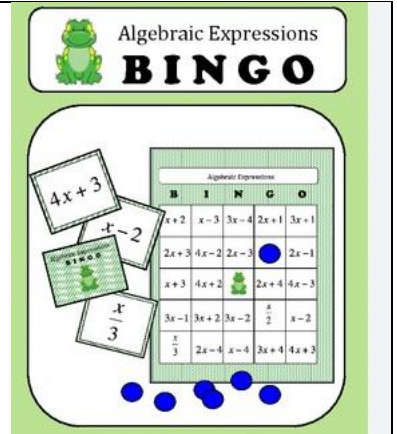 Algebraic Expressions
BINGO
4x + 3
x - 2
Algebraic Expressions
BINGO
x/3
Algebraic Expressions
B I N G O
x + 2 x - 3 3x - 4 2x + 1 3x + 1
2x + 3 4x - 2 2x - 3 2x - 1
x + 3 4x + 2 2x + 4 4x - 3
3x - 1 3x + 2 3x - 2 x/2 x - 2
x/3 2x - 4 x - 4 3x + 4 4x + 3